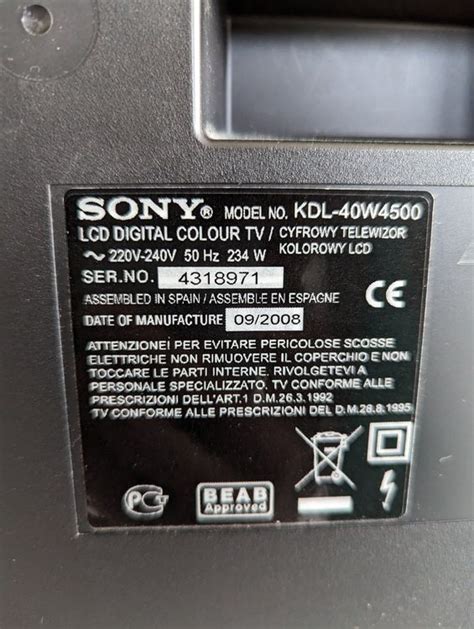 SONY® MODEL NO. KDL-40W4500
LCD DIGITAL COLOUR TV / CYFROWY TELEWIZOR
KOLOROWY LCD
~ 220V-240V 50 Hz 234 W
SER.NO. 4318971
ASSEMBLED IN SPAIN / ASSEMBLE EN ESPAGNE
DATE OF MANUFACTURE 09/2008
ATTENZIONE! PER EVITARE PERICOLOSE SCOSSE
ELETTRICHE NON RIMUOVERE IL COPERCHIO E NON
TOCCARE LE PARTI INTERNE. RIVOLGETEVI A
PERSONALE SPECIALIZZATO. TV CONFORME ALLE
PRESCRIZIONI DELL'ART.1 D.M.26.3.1992
TV CONFORME ALLE PRESCRIZIONI DEL D.M.28.8.1995
CE
PCT
BEAB
Approved